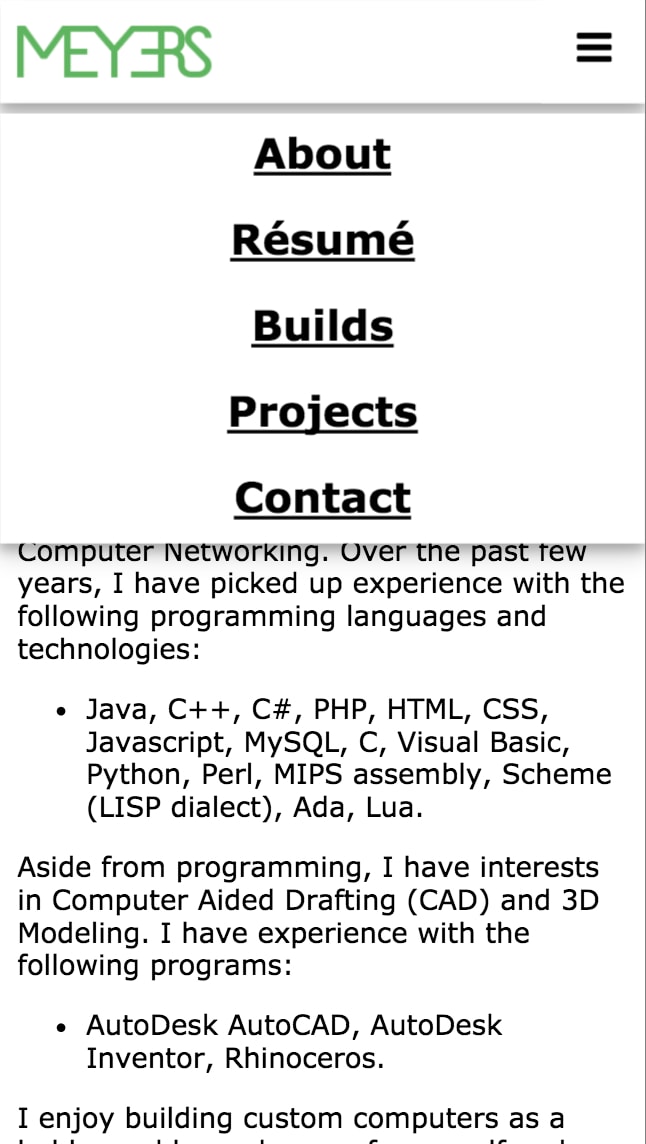 MEYERS
About
Résumé
Builds
Projects
Contact
Computer Networking. Over the past few
years, I have picked up experience with the
following programming languages and
technologies:
• Java, C++, C#, PHP, HTML, CSS,
Javascript, MySQL, C, Visual Basic,
Python, Perl, MIPS assembly, Scheme
(LISP dialect), Ada, Lua.
Aside from programming, I have interests
in Computer Aided Drafting (CAD) and 3D
Modeling. I have experience with the
following programs:
• AutoDesk AutoCAD, AutoDesk
Inventor, Rhinoceros.
I enjoy building custom computers as a